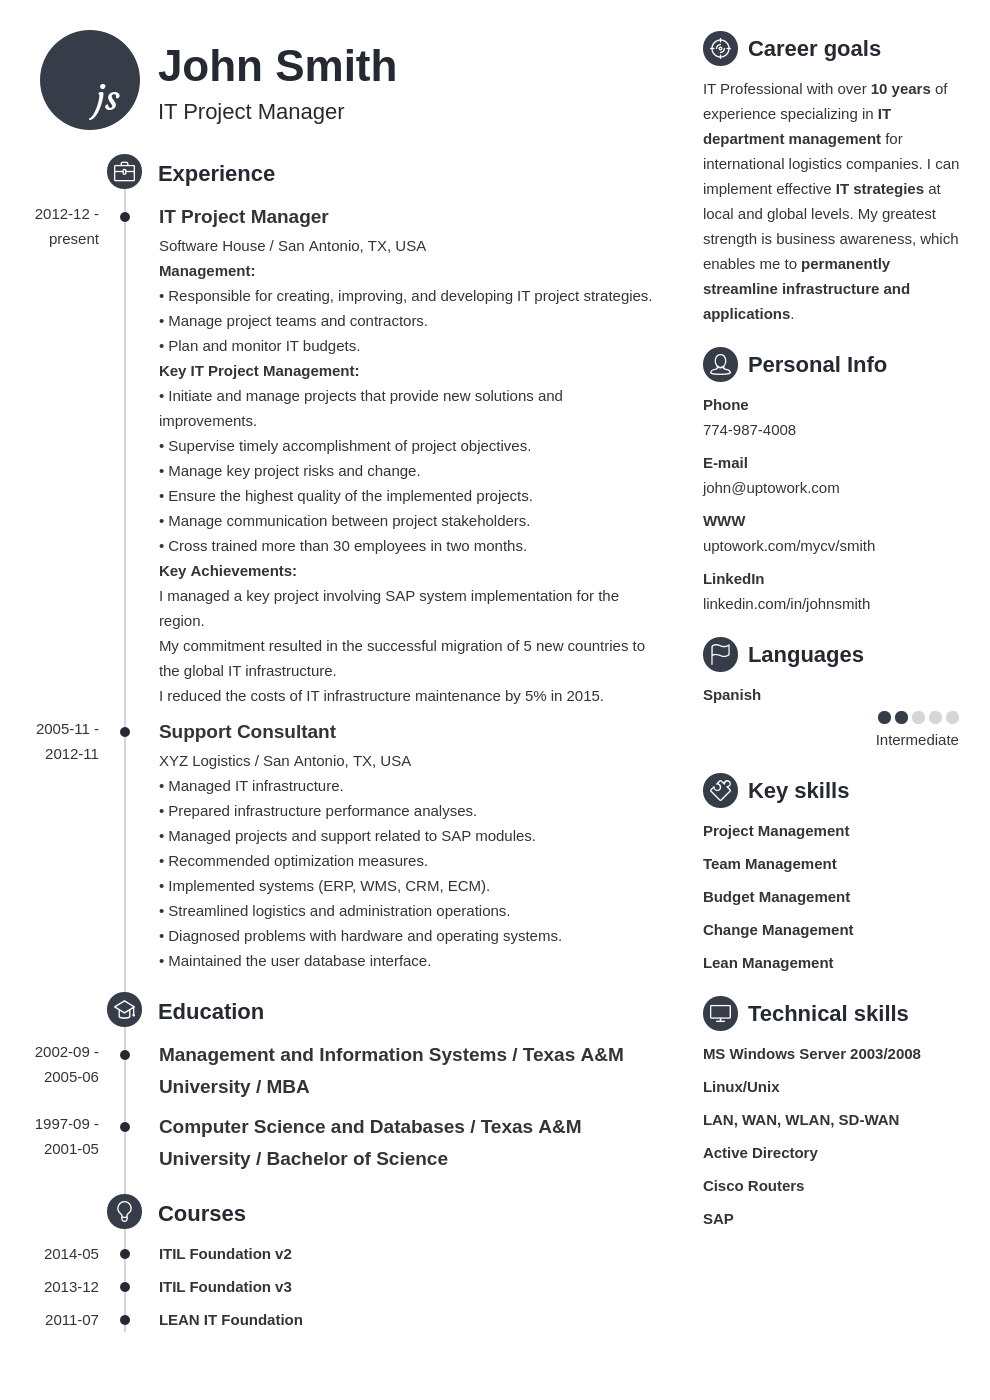 js
John Smith
IT Project Manager
Experience
2012-12 -
present
IT Project Manager
Software House / San Antonio, TX, USA
Management:
• Responsible for creating, improving, and developing IT project strategies.
• Manage project teams and contractors.
• Plan and monitor IT budgets.
Key IT Project Management:
• Initiate and manage projects that provide new solutions and
improvements.
• Supervise timely accomplishment of project objectives.
• Manage key project risks and change.
• Ensure the highest quality of the implemented projects.
• Manage communication between project stakeholders.
• Cross trained more than 30 employees in two months.
Key Achievements:
I managed a key project involving SAP system implementation for the
region.
My commitment resulted in the successful migration of 5 new countries to
the global IT infrastructure.
I reduced the costs of IT infrastructure maintenance by 5% in 2015.
2005-11 -
2012-11
Support Consultant
XYZ Logistics / San Antonio, TX, USA
• Managed IT infrastructure.
• Prepared infrastructure performance analyses.
• Managed projects and support related to SAP modules.
• Recommended optimization measures.
• Implemented systems (ERP, WMS, CRM, ECM).
• Streamlined logistics and administration operations.
• Diagnosed problems with hardware and operating systems.
• Maintained the user database interface.
Education
2002-09 -
2005-06
Management and Information Systems / Texas A&M
University / MBA
1997-09 -
2001-05
Computer Science and Databases / Texas A&M
University / Bachelor of Science
Courses
2014-05
ITIL Foundation v2
2013-12
ITIL Foundation v3
2011-07
LEAN IT Foundation
Career goals
IT Professional with over 10 years of
experience specializing in IT
department management for
international logistics companies. I can
implement effective IT strategies at
local and global levels. My greatest
strength is business awareness, which
enables me to permanently
streamline infrastructure and
applications.
Personal Info
Phone
774-987-4008
E-mail
john@uptowork.com
WWW
uptowork.com/mycv/smith
LinkedIn
linkedin.com/in/johnsmith
Languages
Spanish
Intermediate
Key skills
Project Management
Team Management
Budget Management
Change Management
Lean Management
Technical skills
MS Windows Server 2003/2008
Linux/Unix
LAN, WAN, WLAN, SD-WAN
Active Directory
Cisco Routers
SAP